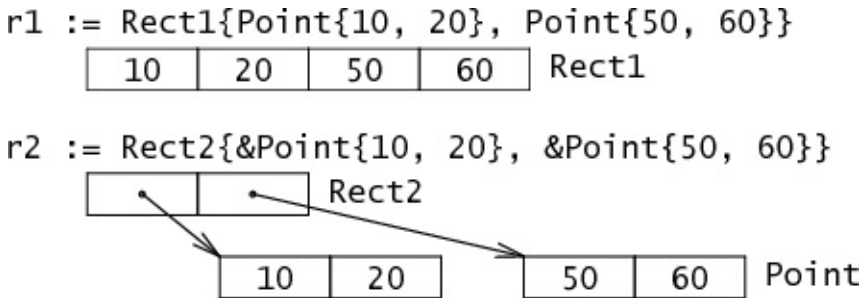 r1 := Rect1{Point{10, 20}, Point{50, 60}}
10 20 50 60 Rect1
r2 := Rect2{&Point{10, 20}, &Point{50, 60}}
Rect2
10 20 50 60 Point